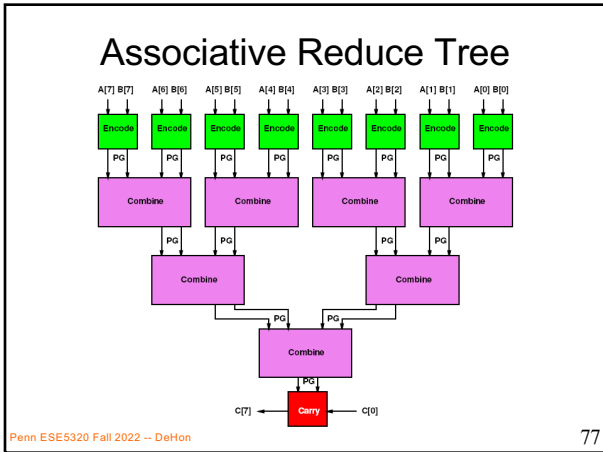 Associative Reduce Tree
A[7] B[7] A[6] B[6] A[5] B[5] A[4] B[4] A[3] B[3] A[2] B[2] A[1] B[1] A[0] B[0]
Encode Encode Encode Encode Encode Encode Encode Encode
PG PG PG PG PG PG PG PG
Combine Combine Combine Combine
PG PG PG PG
Combine Combine
PG PG
Combine
PG
C[7] Carry C[0]
Penn ESE5320 Fall 2022 -- DeHon 77